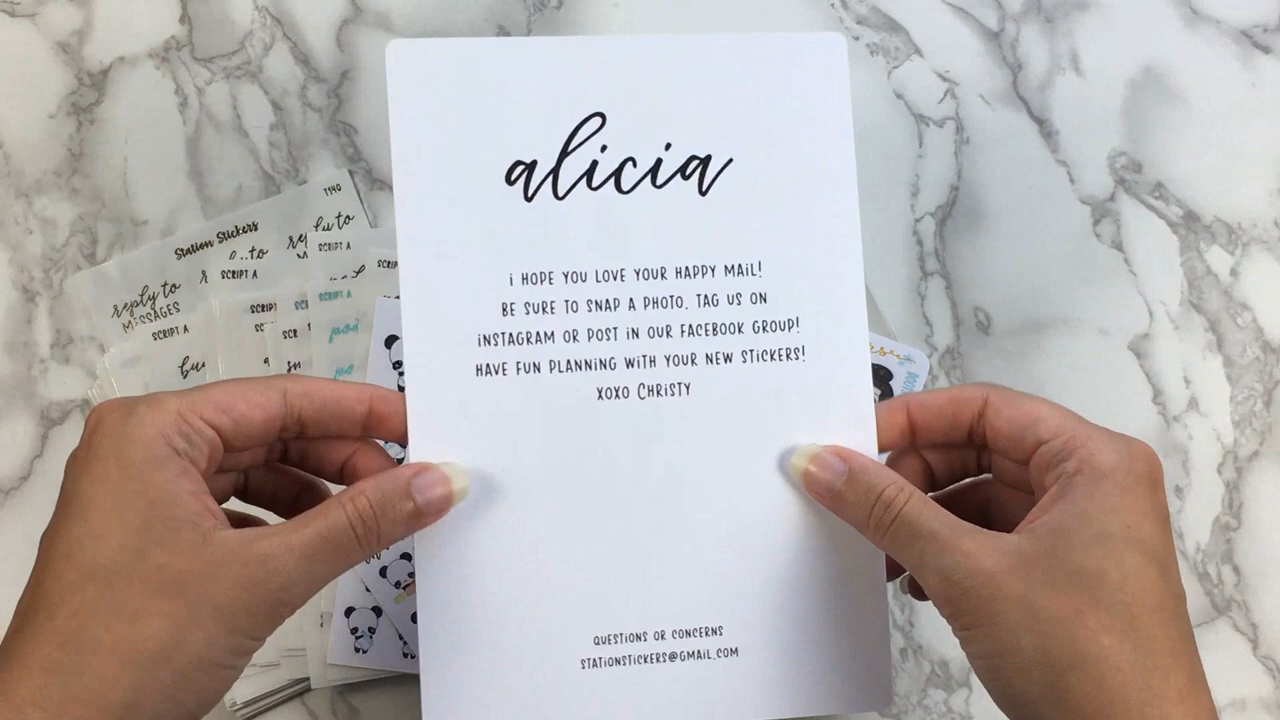 alicia
i HOPE YOU LOVE YOUR HAPPY MAiL!
BE SURE TO SNAP A PHOTO, TAG US ON
iNSTAGRAM OR POST iN OUR FACEBOOK GROUP!
HAVE FUN PLANNiNG WiTH YOUR NEW STiCKERS!
XOXO CHRiSTY
QUESTiONS OR CONCERNS
STATiONSTiCKERS@GMAiL.COM
T140
Station Stickers
reply to
MESSAGES
SCRIPT A
SCRIPT A
SCRIPT A
SCRIPT A